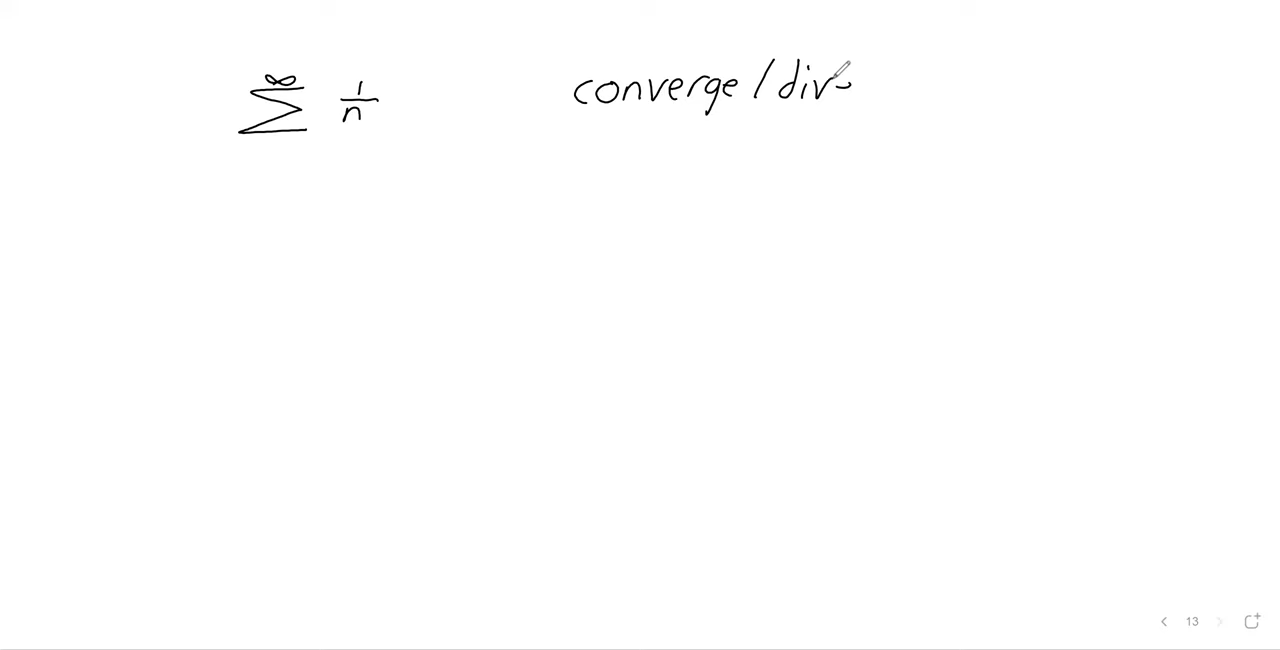 ∞
∑ 1/n converge / div
13